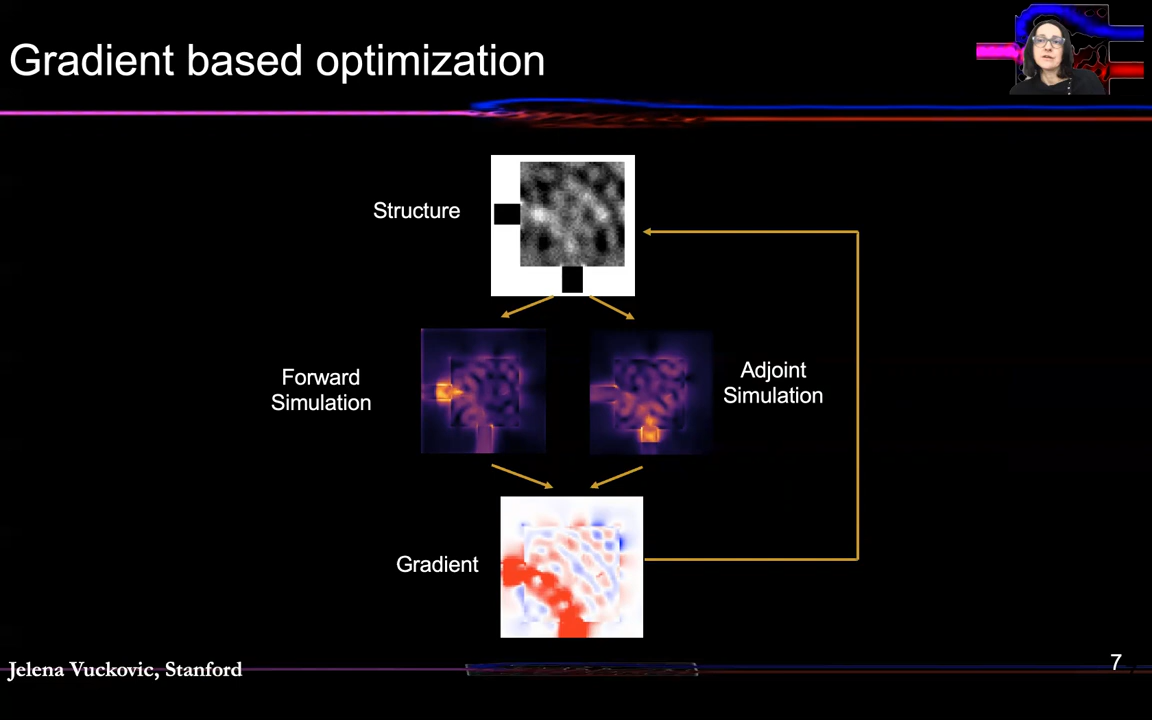 Gradient based optimization
Structure
Forward
Simulation
Adjoint
Simulation
Gradient
Jelena Vuckovic, Stanford
7